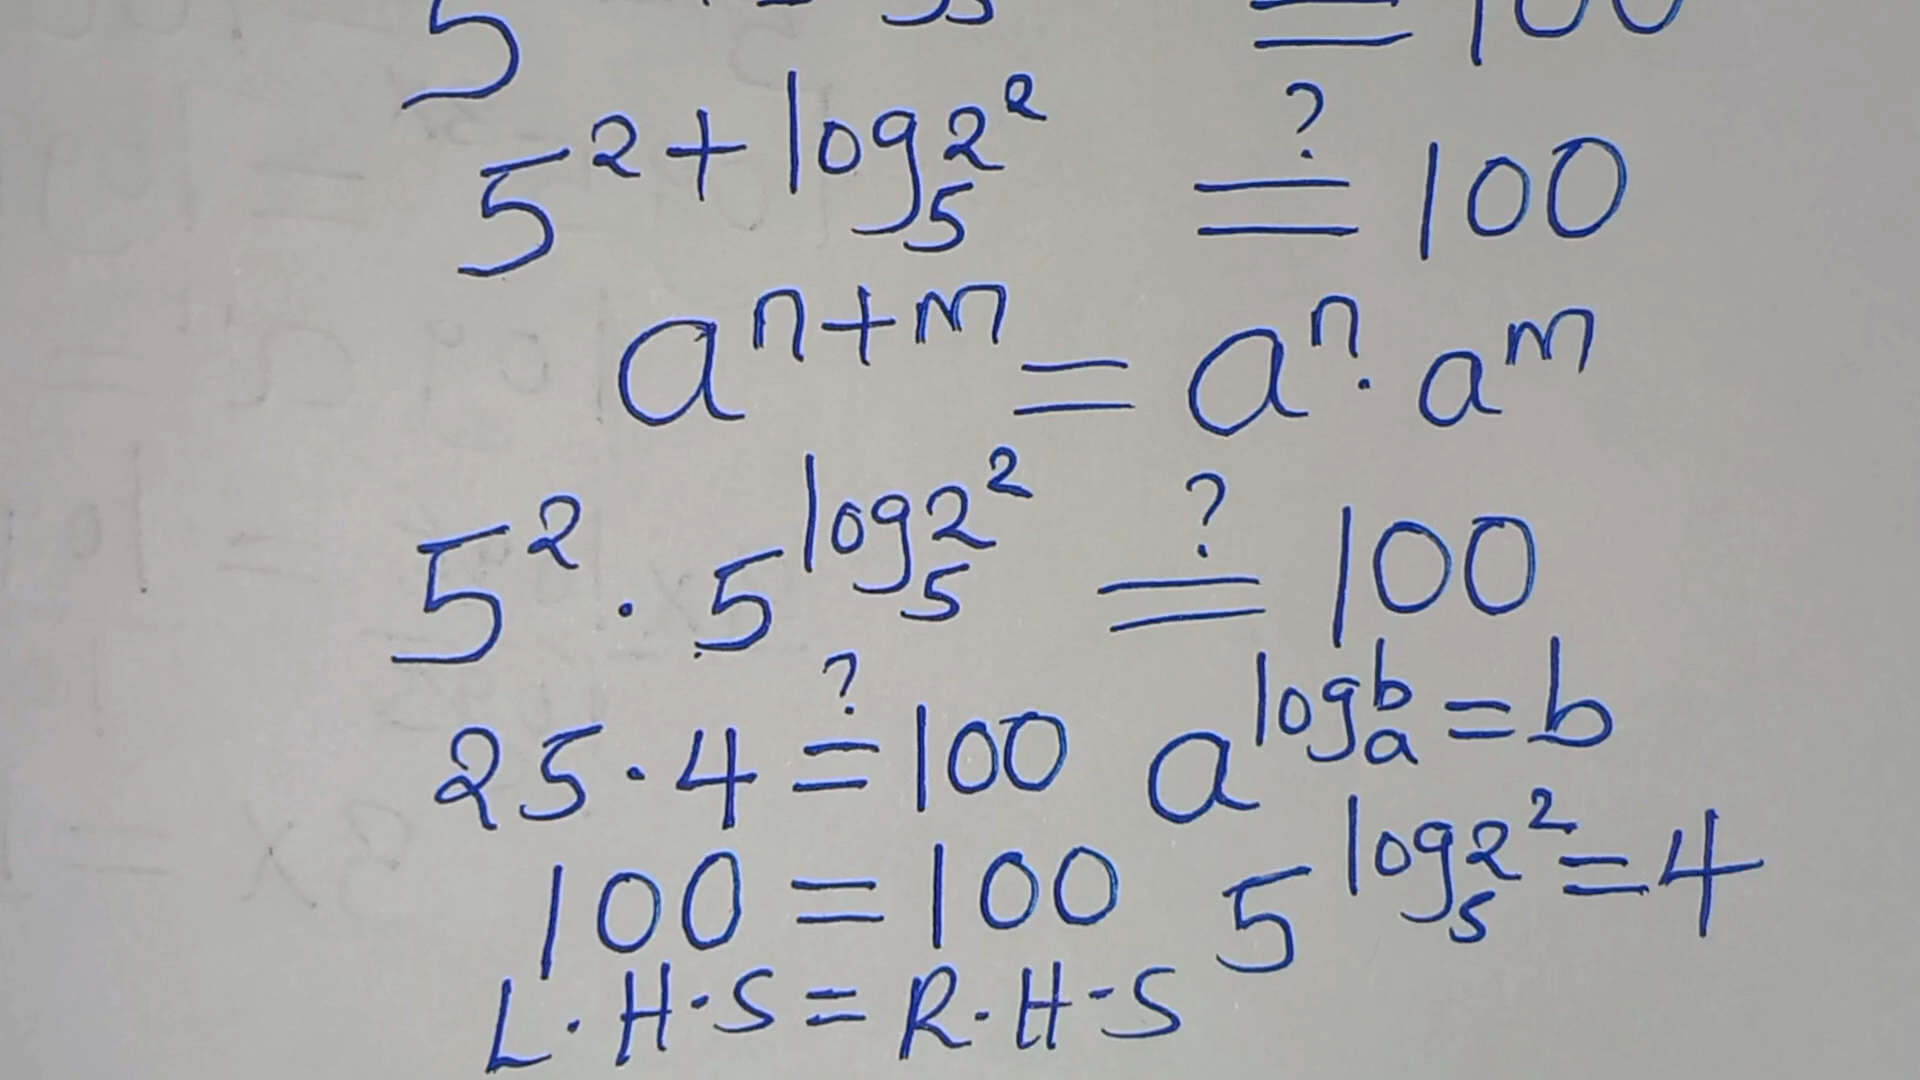 = 100
5^{2 + log_5 2^2} ≟ 100
a^{n+m} = a^n · a^m
5^2 · 5^{log_5 2^2} ≟ 100
25 · 4 ≟ 100 a^{log_a b} = b
100 = 100 5^{log_5 2^2} = 4
L.H.S = R.H.S